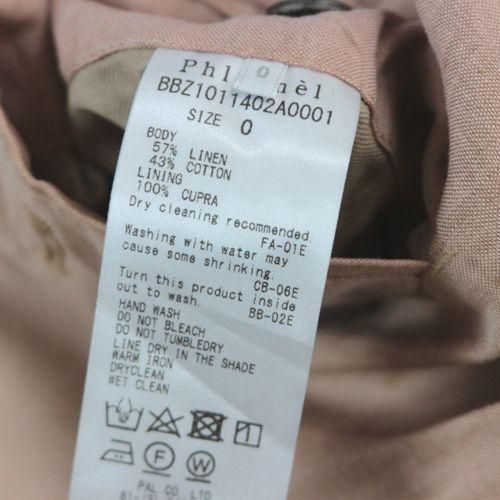 Phl nèl
0
BBZ1011402A0001
SIZE 0
BODY
57% LINEN
43% COTTON
LINING
100% CUPRA
Dry cleaning recommended.
FA-01E
Washing with water may
cause some shrinking.
CB-06E
Turn this product inside
out to wash.
BB-02E
HAND WASH
DO NOT BLEACH
DO NOT TUMBLEDRY
LINE DRY IN THE SHADE
WARM IRON
DRYCLEAN
WET CLEAN
F W
PAL CO., LTD